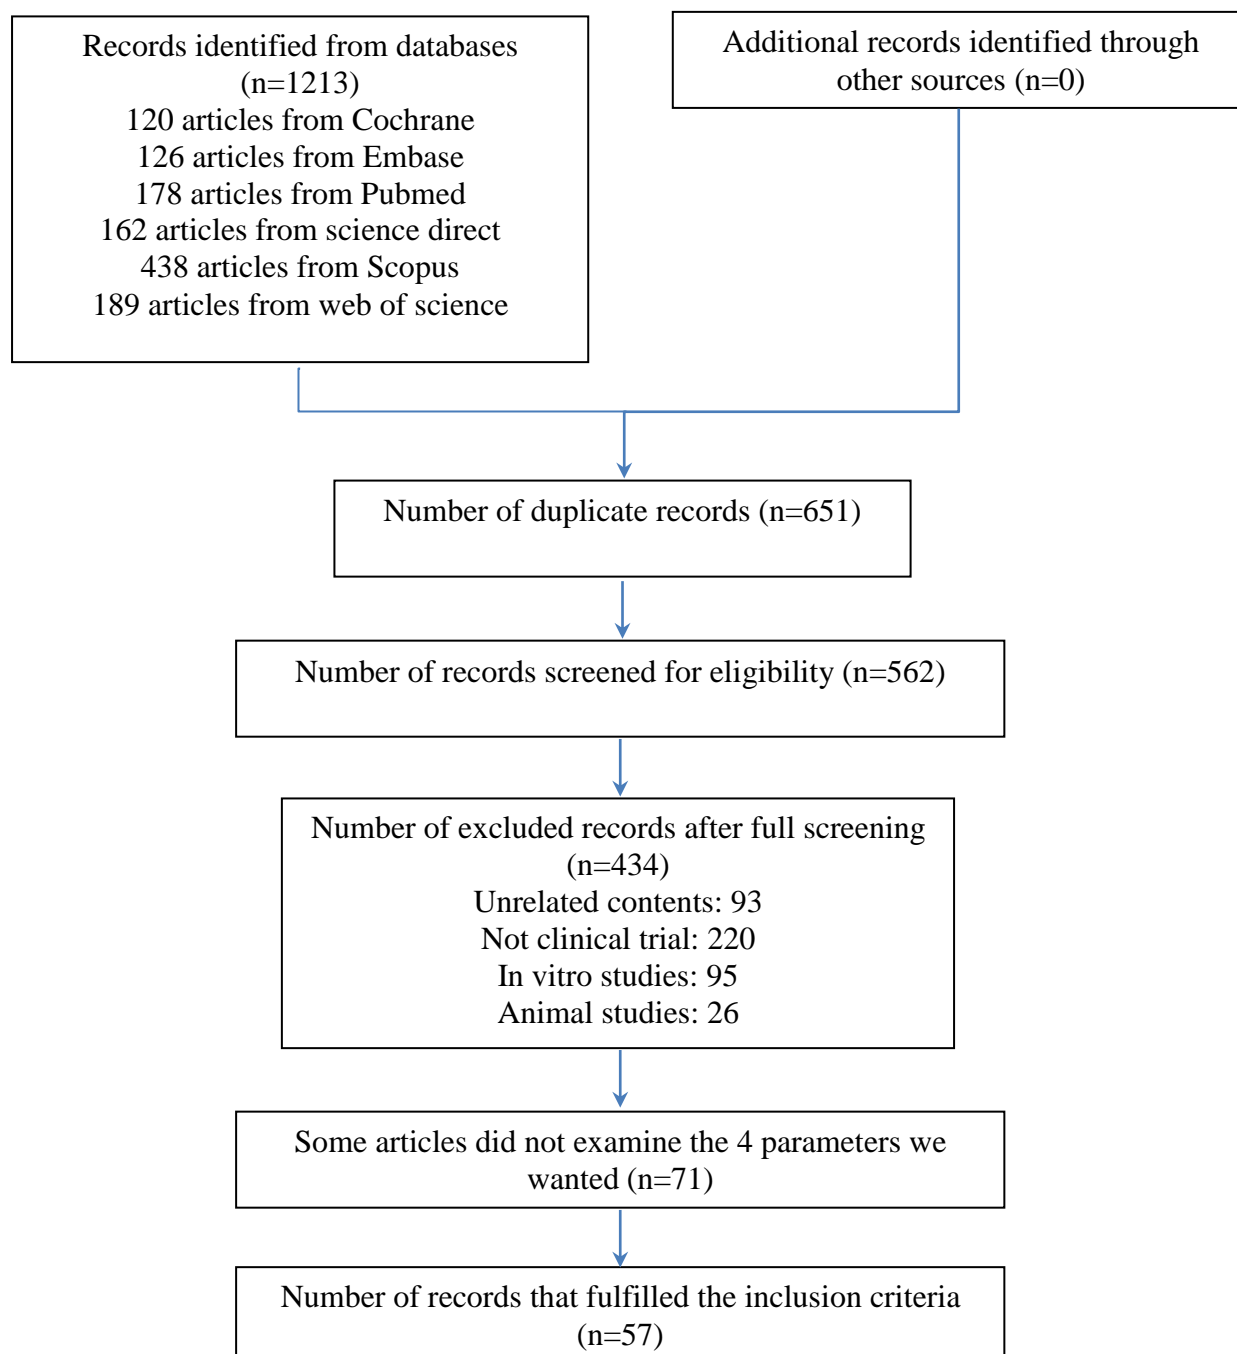 Records identified from databases
(n=1213)
120 articles from Cochrane
126 articles from Embase
178 articles from Pubmed
162 articles from science direct
438 articles from Scopus
189 articles from web of science
Additional records identified through
other sources (n=0)
Number of duplicate records (n=651)
Number of records screened for eligibility (n=562)
Number of excluded records after full screening
(n=434)
Unrelated contents: 93
Not clinical trial: 220
In vitro studies: 95
Animal studies: 26
Some articles did not examine the 4 parameters we
wanted (n=71)
Number of records that fulfilled the inclusion criteria
(n=57)